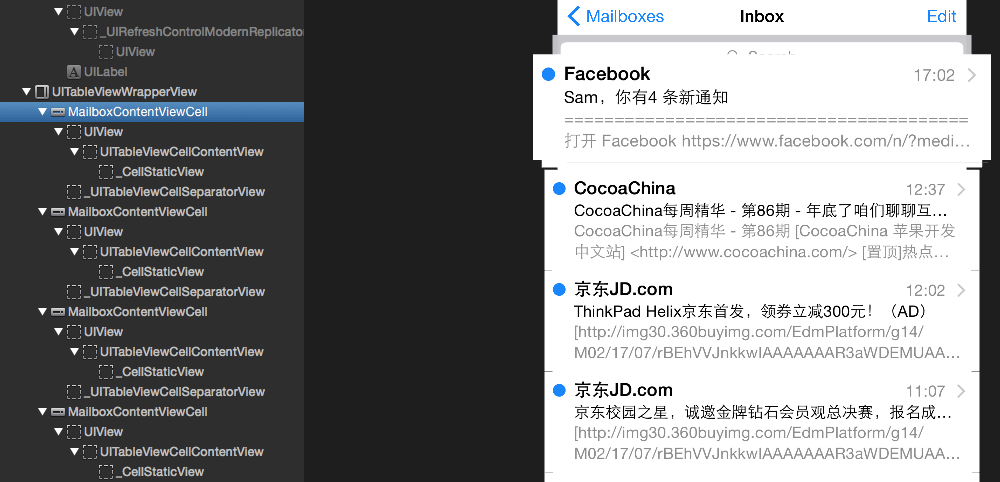 UIView
_UIRefreshControlModernReplicator
UIView
UILabel
UITableViewWrapperView
MailboxContentViewCell
UIView
UITableViewCellContentView
_CellStaticView
_UITableViewCellSeparatorView
MailboxContentViewCell
UIView
UITableViewCellContentView
_CellStaticView
_UITableViewCellSeparatorView
MailboxContentViewCell
UIView
UITableViewCellContentView
_CellStaticView
_UITableViewCellSeparatorView
MailboxContentViewCell
UIView
UITableViewCellContentView
_CellStaticView
Mailboxes Inbox Edit
Search
Facebook 17:02
Sam，你有4 条新通知
========================================
打开 Facebook https://www.facebook.com/n/?medi…
CocoaChina 12:37
CocoaChina每周精华 - 第86期 - 年底了咱们聊聊互…
CocoaChina每周精华 - 第86期 [CocoaChina 苹果开发
中文站] <http://www.cocoachina.com/> [置顶]热点…
京东JD.com 12:02
ThinkPad Helix京东首发，领券立减300元！（AD）
[http://img30.360buyimg.com/EdmPlatform/g14/
M02/17/07/rBEhVVJnkkwIAAAAAAAR3aWDEMUAA…
京东JD.com 11:07
京东校园之星，诚邀金牌钻石会员观总决赛，报名成…
[http://img30.360buyimg.com/EdmPlatform/g14/
M02/17/07/rBEhVVJnkkwIAAAAAAAR3aWDEMUAA…